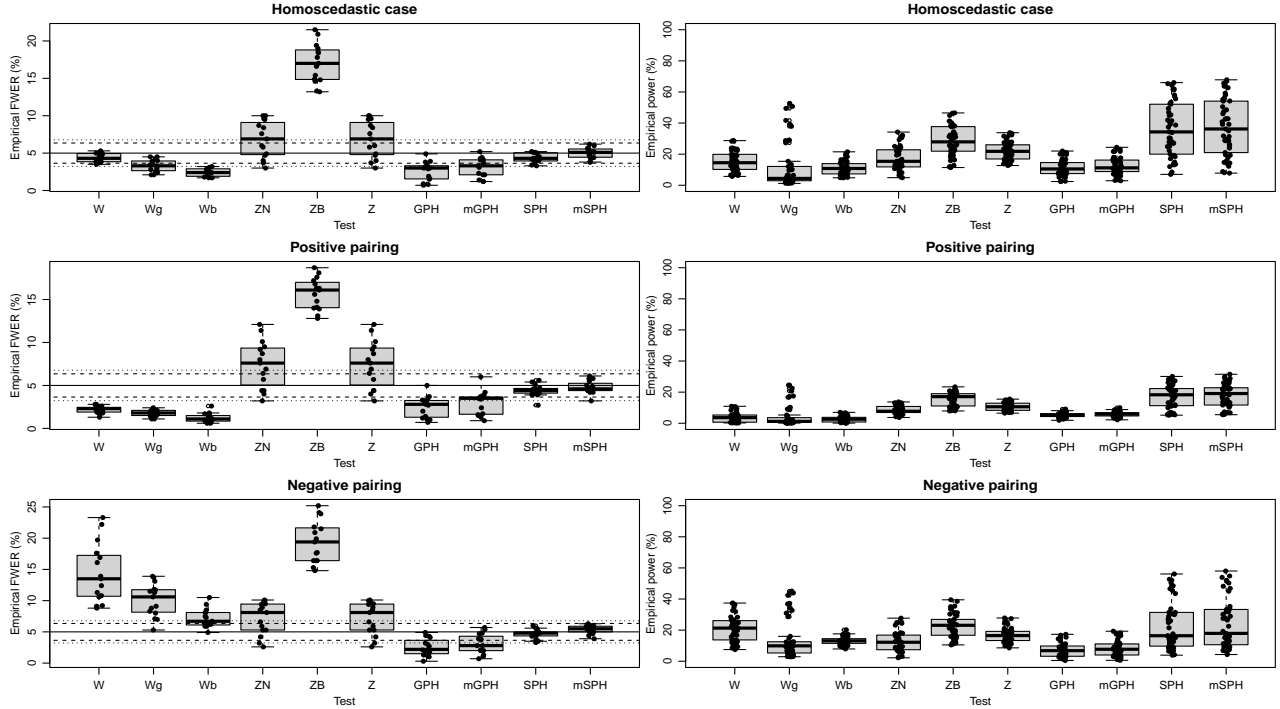 Homoscedastic case
Empirical FWER (%)
0 5 10 15 20
W Wg Wb ZN ZB Z GPH mGPH SPH mSPH
Test
Homoscedastic case
Empirical power (%)
0 20 40 60 80 100
W Wg Wb ZN ZB Z GPH mGPH SPH mSPH
Test
Positive pairing
Empirical FWER (%)
0 5 10 15
W Wg Wb ZN ZB Z GPH mGPH SPH mSPH
Test
Positive pairing
Empirical power (%)
0 20 40 60 80 100
W Wg Wb ZN ZB Z GPH mGPH SPH mSPH
Test
Negative pairing
Empirical FWER (%)
0 5 10 15 20 25
W Wg Wb ZN ZB Z GPH mGPH SPH mSPH
Test
Negative pairing
Empirical power (%)
0 20 40 60 80 100
W Wg Wb ZN ZB Z GPH mGPH SPH mSPH
Test